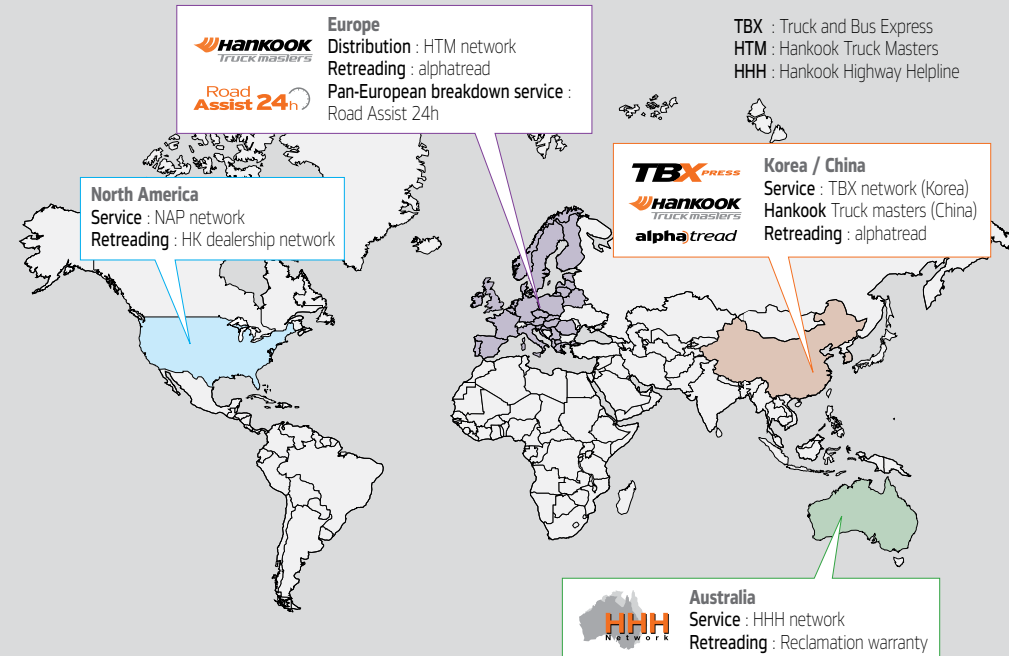 Europe
HANKOOK
Truck masters
Distribution : HTM network
Retreading : alphatread
Road
Assist 24h
Pan-European breakdown service :
Road Assist 24h
TBX : Truck and Bus Express
HTM : Hankook Truck Masters
HHH : Hankook Highway Helpline
North America
Service : NAP network
Retreading : HK dealership network
TBX PRESS
HANKOOK
Truck masters
alphatread
Korea / China
Service : TBX network (Korea)
Hankook Truck masters (China)
Retreading : alphatread
HHH
Network
Australia
Service : HHH network
Retreading : Reclamation warranty